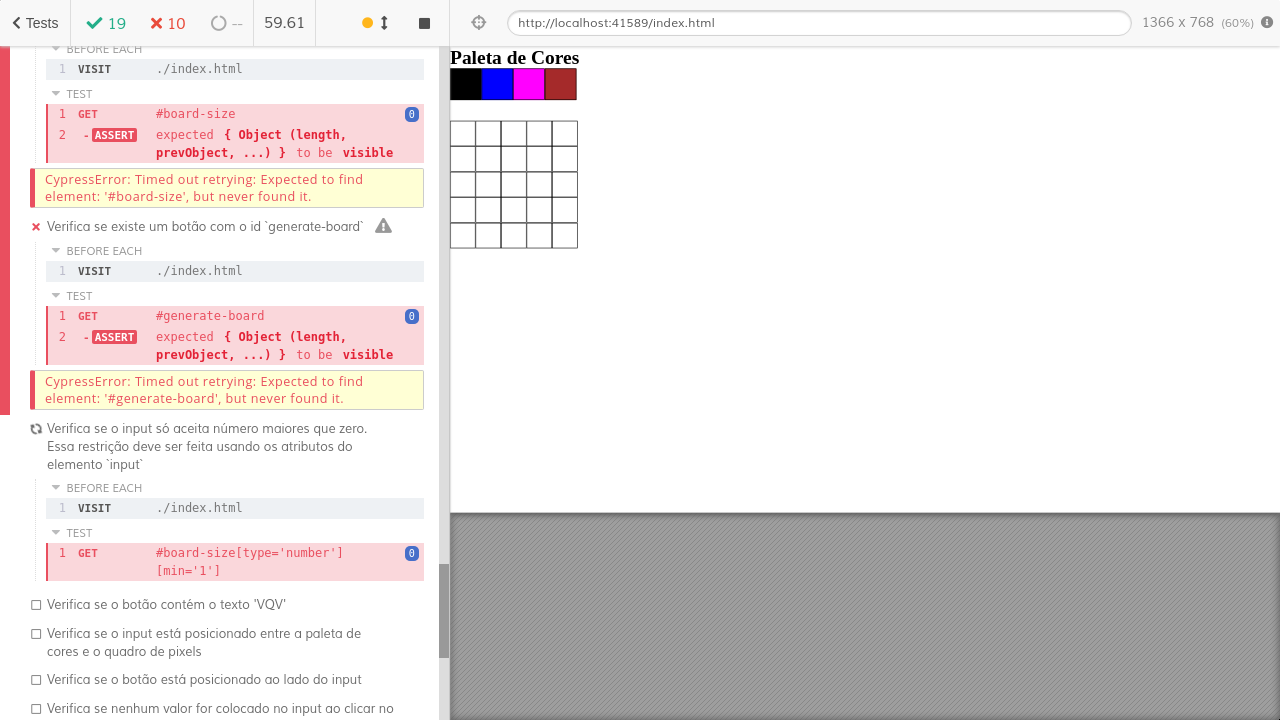 Tests
19
10
--
59.61
http://localhost:41589/index.html
1366 x 768 (60%)
BEFORE EACH
1 VISIT ./index.html
TEST
1 GET #board-size 0
2 -ASSERT expected { Object (length,
prevObject, ...) } to be visible
CypressError: Timed out retrying: Expected to find
element: '#board-size', but never found it.
Verifica se existe um botão com o id `generate-board`
BEFORE EACH
1 VISIT ./index.html
TEST
1 GET #generate-board 0
2 -ASSERT expected { Object (length,
prevObject, ...) } to be visible
CypressError: Timed out retrying: Expected to find
element: '#generate-board', but never found it.
Verifica se o input só aceita número maiores que zero.
Essa restrição deve ser feita usando os atributos do
elemento `input`
BEFORE EACH
1 VISIT ./index.html
TEST
1 GET #board-size[type='number'] 0
[min='1']
Verifica se o botão contém o texto 'VQV'
Verifica se o input está posicionado entre a paleta de
cores e o quadro de pixels
Verifica se o botão está posicionado ao lado do input
Verifica se nenhum valor for colocado no input ao clicar no
Paleta de Cores